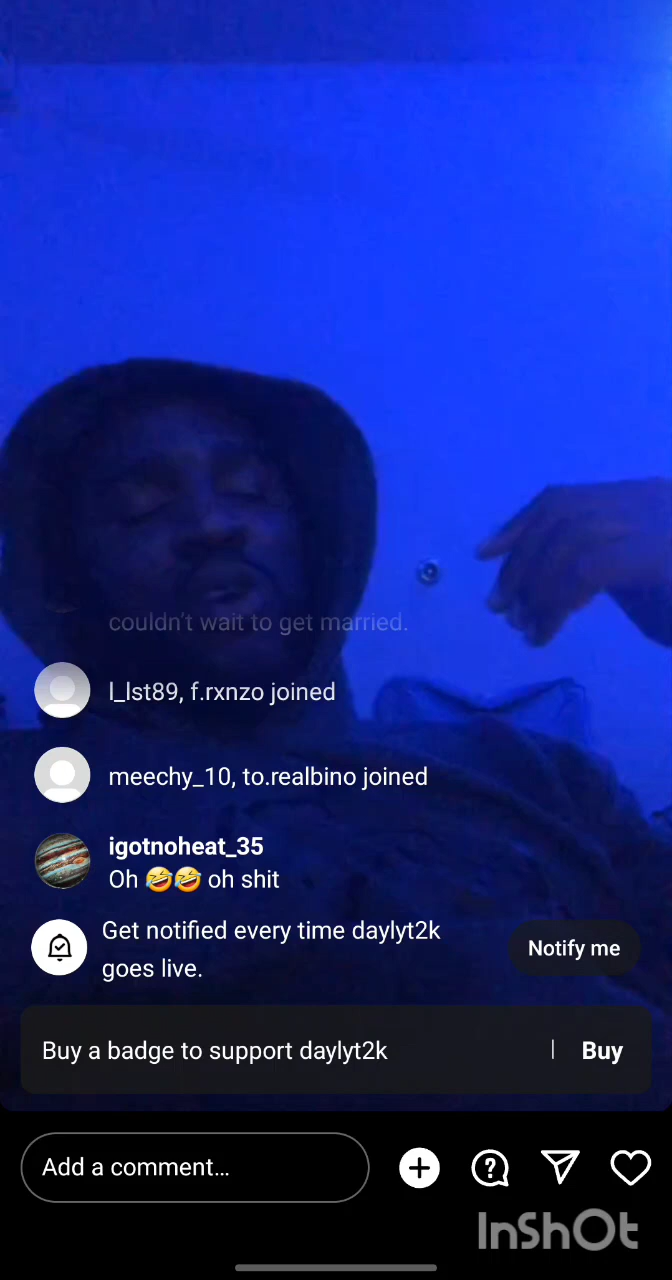 couldn't wait to get married.
l_lst89, f.rxnzo joined
meechy_10, to.realbino joined
igotnoheat_35
Oh 🤣🤣 oh shit
Get notified every time daylyt2k
goes live.
Notify me
Buy a badge to support daylyt2k
Buy
Add a comment...
InShOt